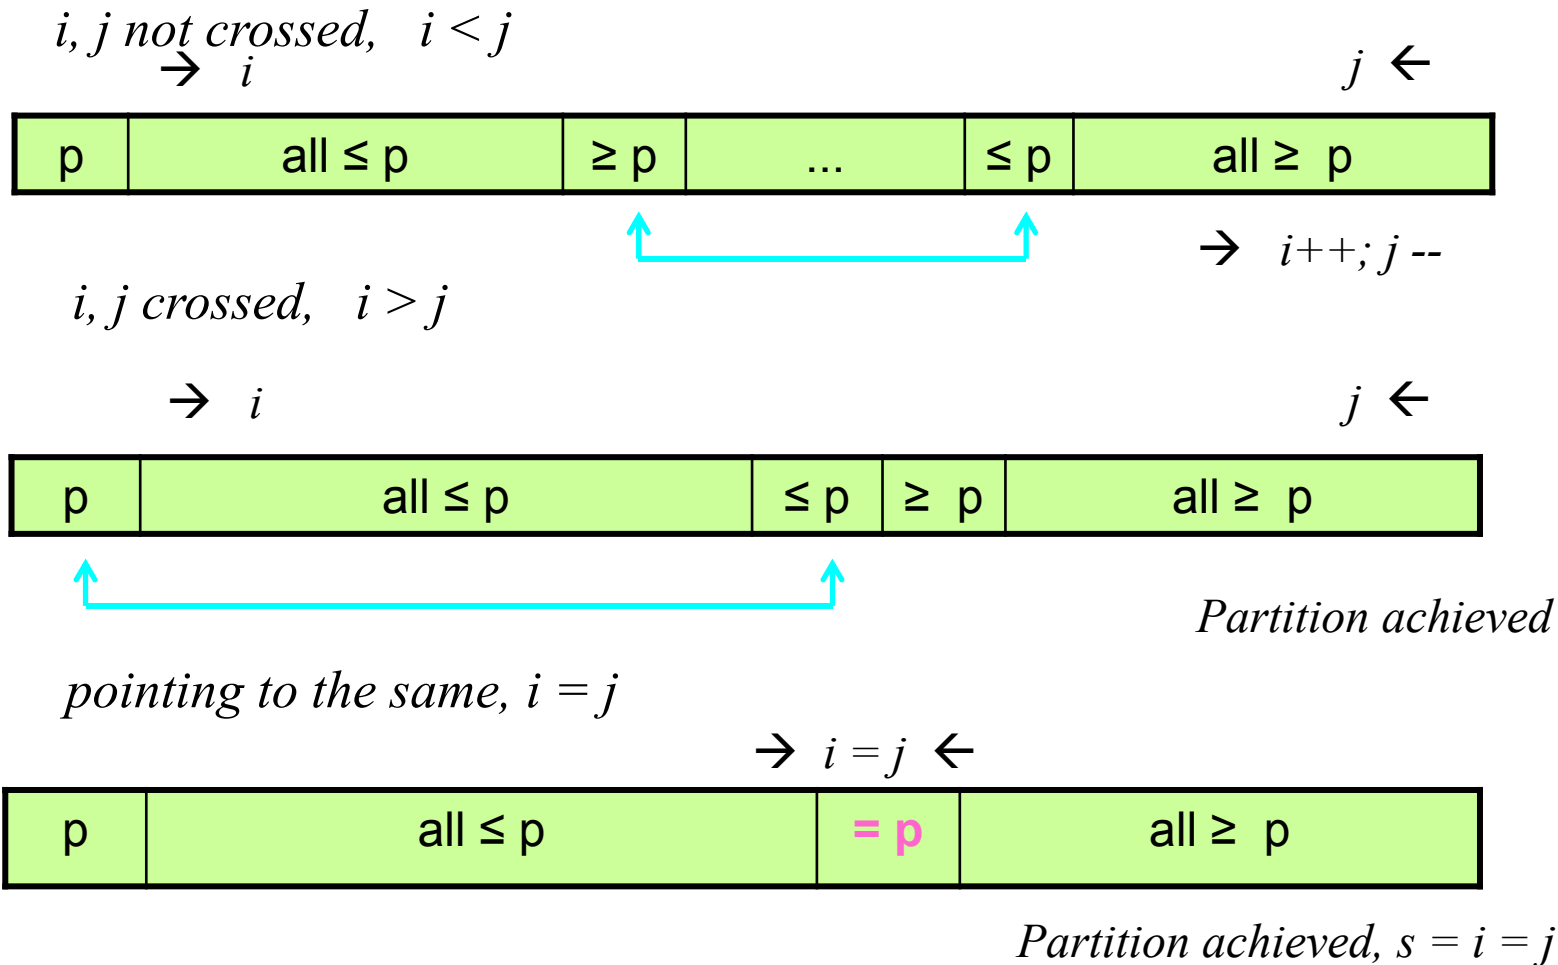 i, j not crossed, i < j
→ i j ←
p all ≤ p ≥ p ... ≤ p all ≥ p
→ i++; j --
i, j crossed, i > j
→ i j ←
p all ≤ p ≤ p ≥ p all ≥ p
Partition achieved
pointing to the same, i = j
→ i = j ←
p all ≤ p = p all ≥ p
Partition achieved, s = i = j